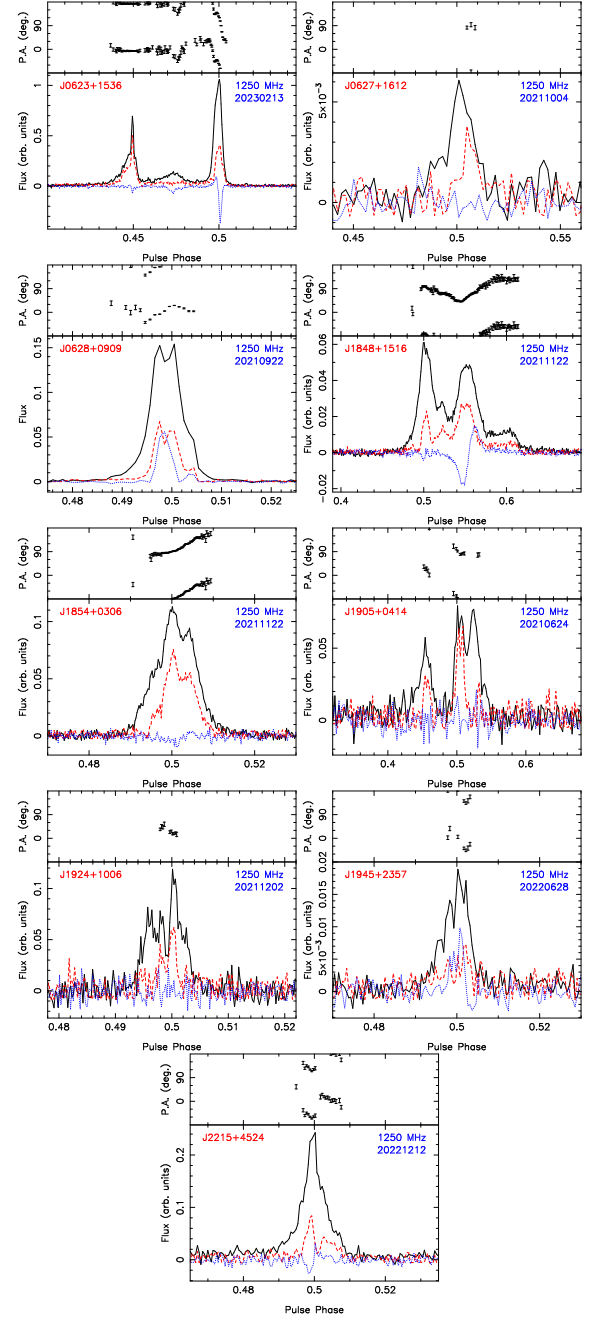 P.A. (deg.)
90
0
J0623+1536
1250 MHz
20230213
Flux (arb. units)
1
0.5
0
0.45
0.5
Pulse Phase
P.A. (deg.)
90
0
J0627+1612
1250 MHz
20211004
Flux (arb. units)
5×10⁻³
0
0.45
0.5
0.55
Pulse Phase
P.A. (deg.)
90
0
J0628+0909
1250 MHz
20210922
Flux
0.15
0.1
0.05
0
0.48
0.49
0.5
0.51
0.52
Pulse Phase
P.A. (deg.)
90
0
J1848+1516
1250 MHz
20211122
Flux (arb. units)
0.06
0.04
0.02
0
−0.02
0.4
0.5
0.6
Pulse Phase
P.A. (deg.)
90
0
J1854+0306
1250 MHz
20211122
Flux (arb. units)
0.1
0.05
0
0.48
0.5
0.52
Pulse Phase
P.A. (deg.)
90
0
J1905+0414
1250 MHz
20210624
Flux (arb. units)
0.05
0
0.4
0.5
0.6
Pulse Phase
P.A. (deg.)
90
0
J1924+1006
1250 MHz
20211202
Flux (arb. units)
0.1
0.05
0
0.48
0.49
0.5
0.51
0.52
Pulse Phase
P.A. (deg.)
90
0
J1945+2357
1250 MHz
20220628
Flux (arb. units)
0.02
0.015
0.01
5×10⁻³
0
0.48
0.5
0.52
Pulse Phase
P.A. (deg.)
90
0
J2215+4524
1250 MHz
20221212
Flux (arb. units)
0.2
0.1
0
0.48
0.5
0.52
Pulse Phase